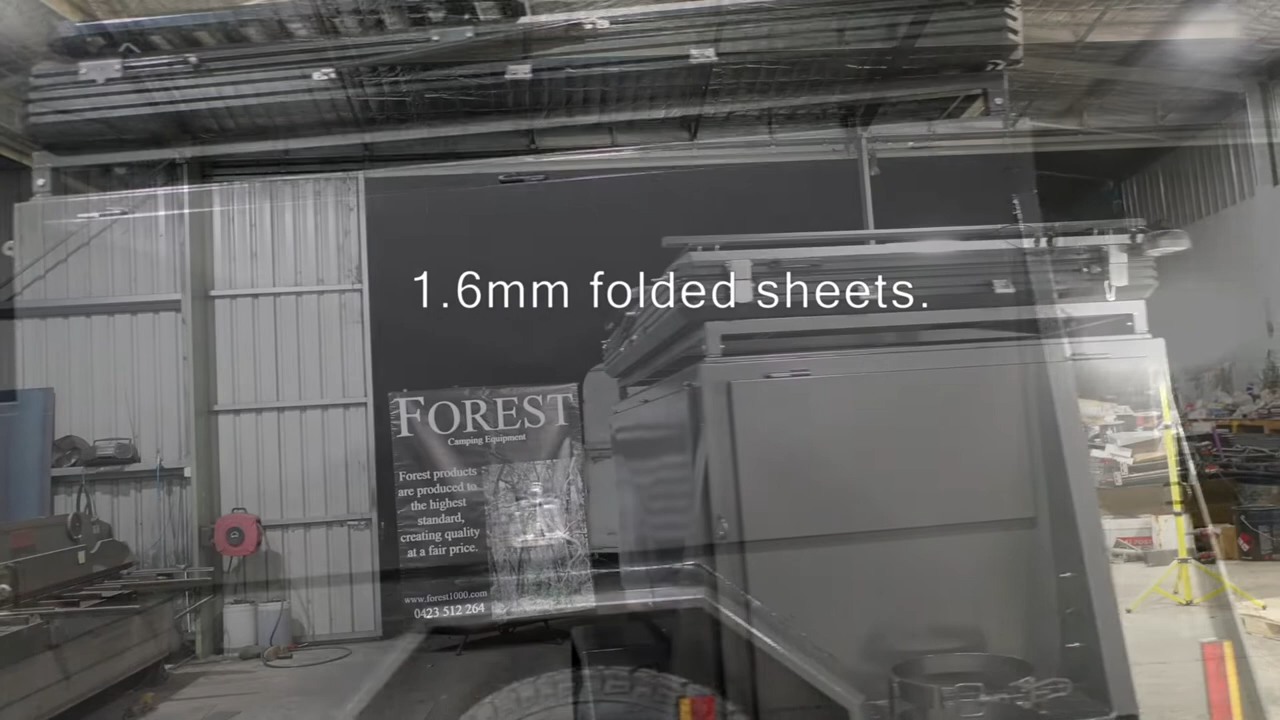 1.6mm folded sheets.
FOREST
Camping Equipment
Forest products
are produced to
the highest
standard,
creating quality
at a fair price.
www.forest1000.com
0423 512 264